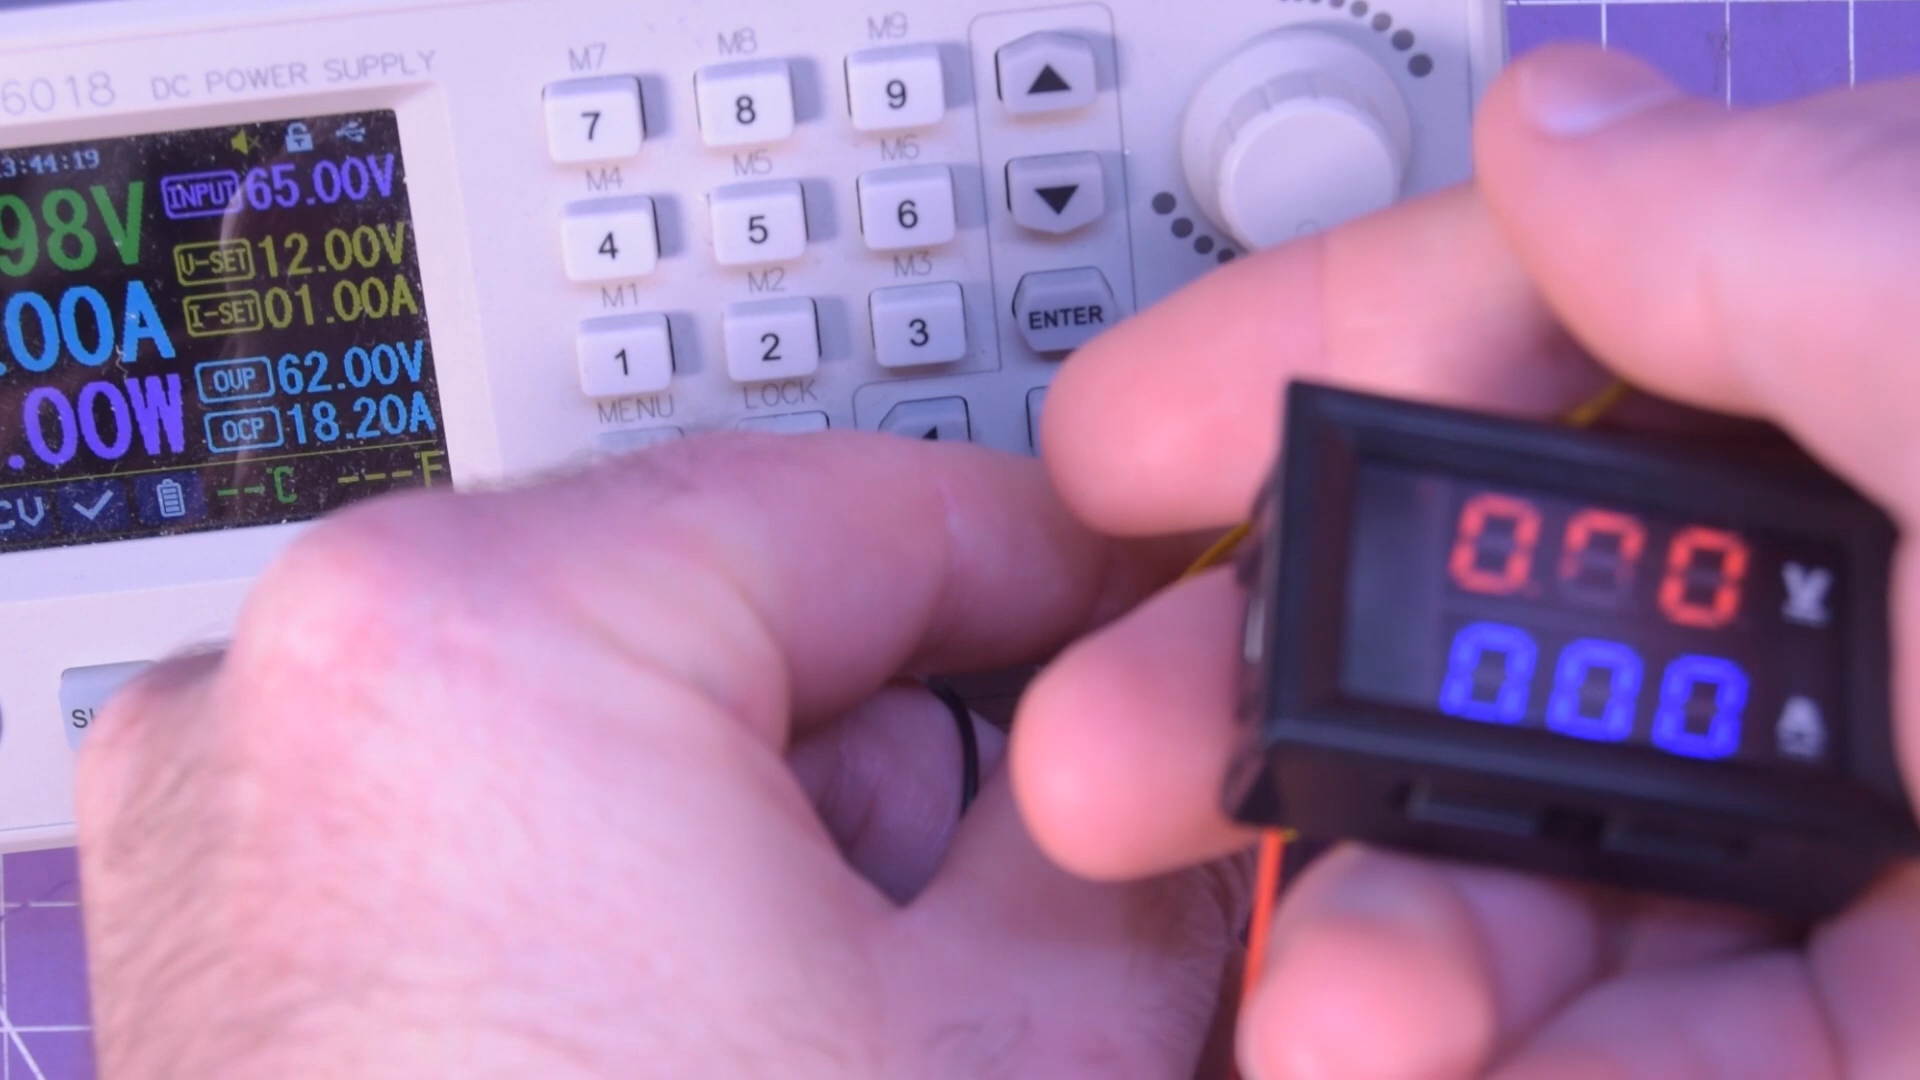 6018 DC POWER SUPPLY
3:44:19
98V
INPUT 65.00V
V-SET 12.00V
.00A
I-SET 01.00A
.00W
OVP 62.00V
OCP 18.20A
CV
--C ---F
M7 M8 M9
7 8 9
M4 M5 M6
4 5 6
M1 M2 M3
1 2 3
ENTER
MENU LOCK
V
000 A